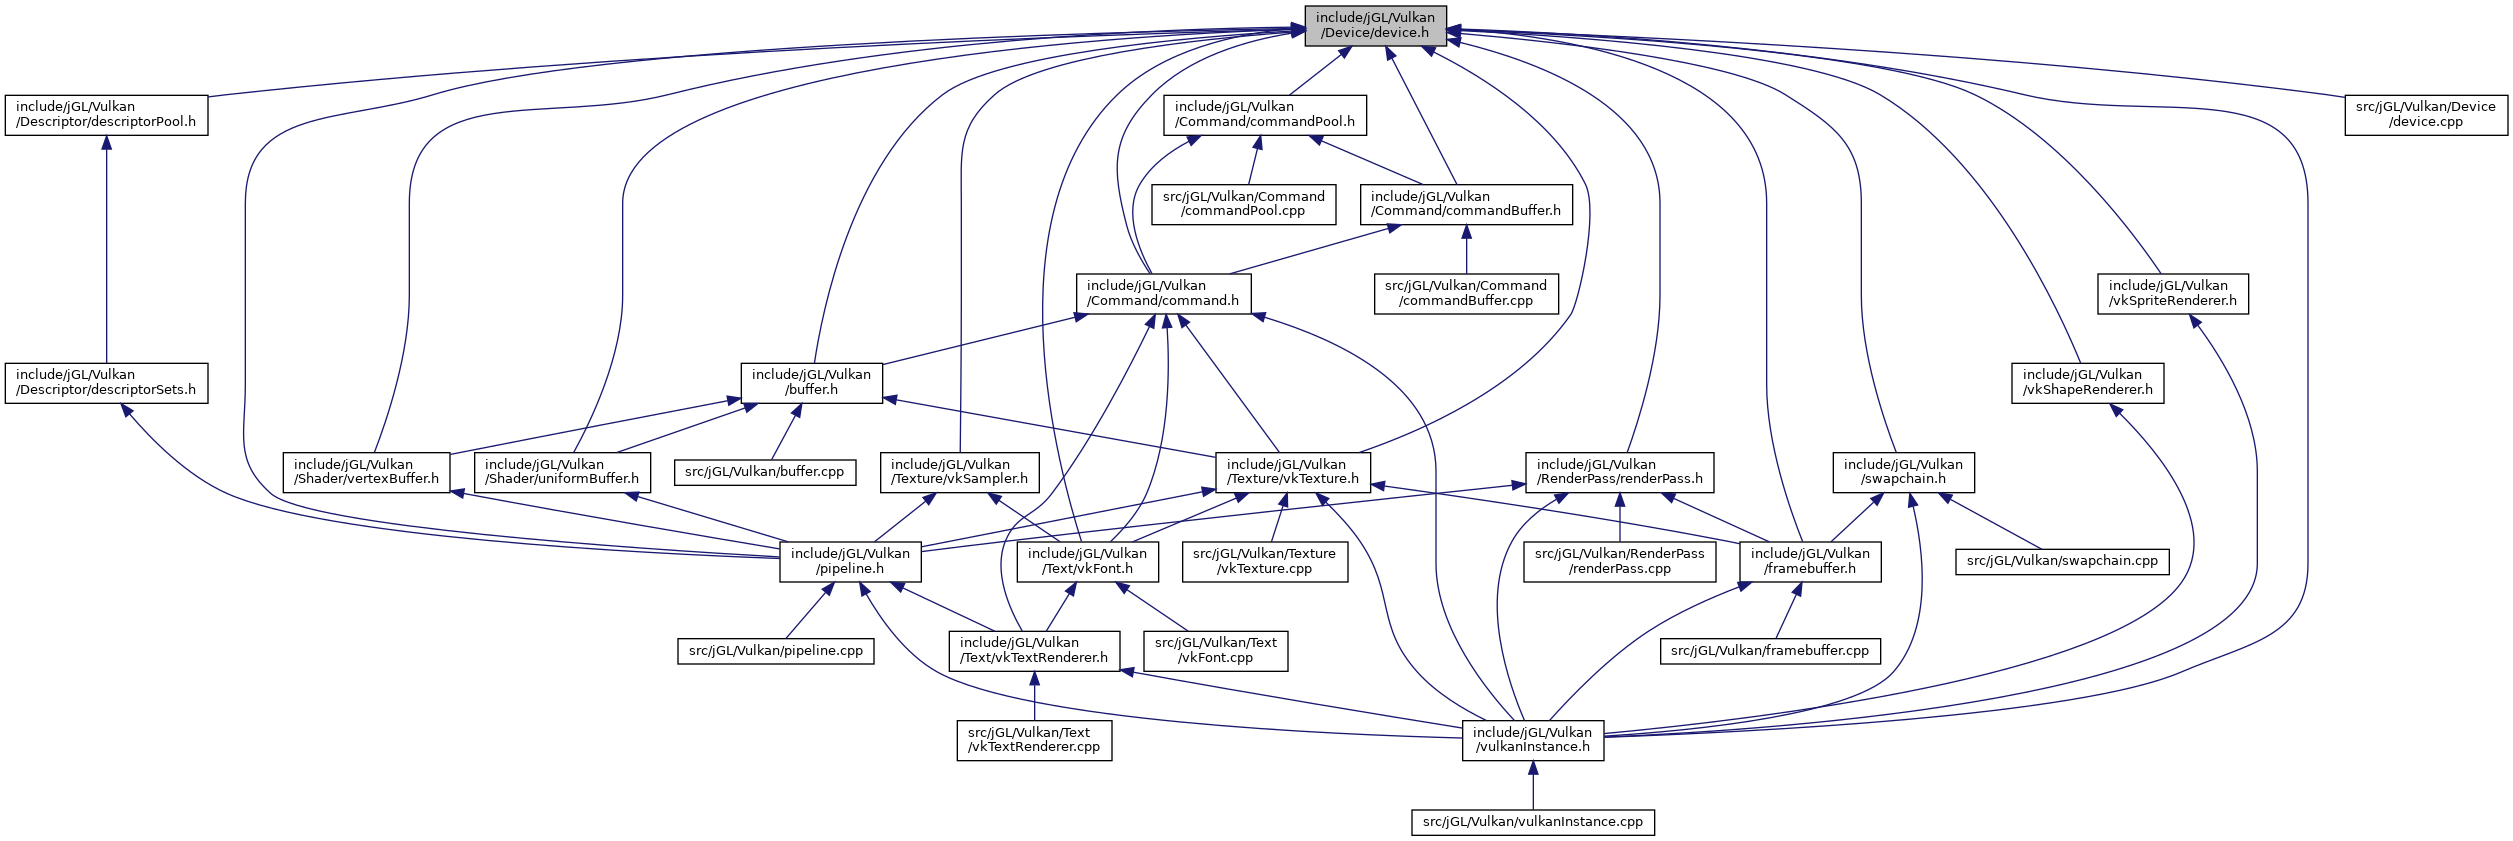 include/jGL/Vulkan
/Device/device.h
include/jGL/Vulkan
/Descriptor/descriptorPool.h
include/jGL/Vulkan
/Command/commandPool.h
src/jGL/Vulkan/Device
/device.cpp
src/jGL/Vulkan/Command
/commandPool.cpp
include/jGL/Vulkan
/Command/commandBuffer.h
include/jGL/Vulkan
/Command/command.h
src/jGL/Vulkan/Command
/commandBuffer.cpp
include/jGL/Vulkan
/vkSpriteRenderer.h
include/jGL/Vulkan
/Descriptor/descriptorSets.h
include/jGL/Vulkan
/buffer.h
include/jGL/Vulkan
/vkShapeRenderer.h
include/jGL/Vulkan
/Shader/vertexBuffer.h
include/jGL/Vulkan
/Shader/uniformBuffer.h
src/jGL/Vulkan/buffer.cpp
include/jGL/Vulkan
/Texture/vkSampler.h
include/jGL/Vulkan
/Texture/vkTexture.h
include/jGL/Vulkan
/RenderPass/renderPass.h
include/jGL/Vulkan
/swapchain.h
include/jGL/Vulkan
/pipeline.h
include/jGL/Vulkan
/Text/vkFont.h
src/jGL/Vulkan/Texture
/vkTexture.cpp
src/jGL/Vulkan/RenderPass
/renderPass.cpp
include/jGL/Vulkan
/framebuffer.h
src/jGL/Vulkan/swapchain.cpp
src/jGL/Vulkan/pipeline.cpp
include/jGL/Vulkan
/Text/vkTextRenderer.h
src/jGL/Vulkan/Text
/vkFont.cpp
src/jGL/Vulkan/framebuffer.cpp
src/jGL/Vulkan/Text
/vkTextRenderer.cpp
include/jGL/Vulkan
/vulkanInstance.h
src/jGL/Vulkan/vulkanInstance.cpp